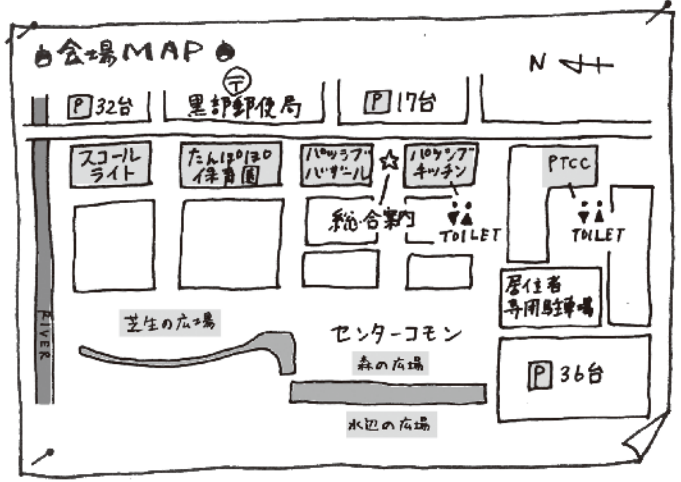 会場MAP
N
〒
P 32台
黒部郵便局
P 17台
スコール
ライト
たんぽぽ
保育園
パッシブ
バザール
☆
パッシブ
キッチン
PTCC
総合案内
TOILET
TOILET
居住者
専用駐車場
RIVER
芝生の広場
センターコモン
森の広場
P 36台
水辺の広場